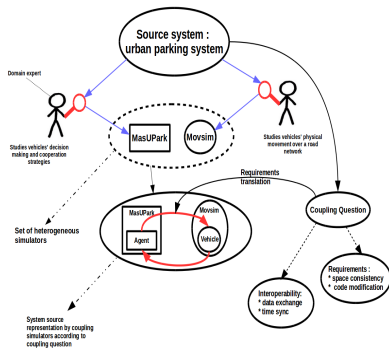 Source system :
urban parking system
Domain expert
MasUPark
Movsim
Studies vehicles' decision
making and cooperation
strategies
Studies vehicles' physical
movement over a road
network
Requirements
translation
MasUPark
Movsim
Agent
Vehicle
Coupling Question
Set of heterogeneous
simulators
Interoperability:
* data exchange
* time sync
Requirements :
* space consistency
* code modification
System source
representation by coupling
simulators according to
coupling question